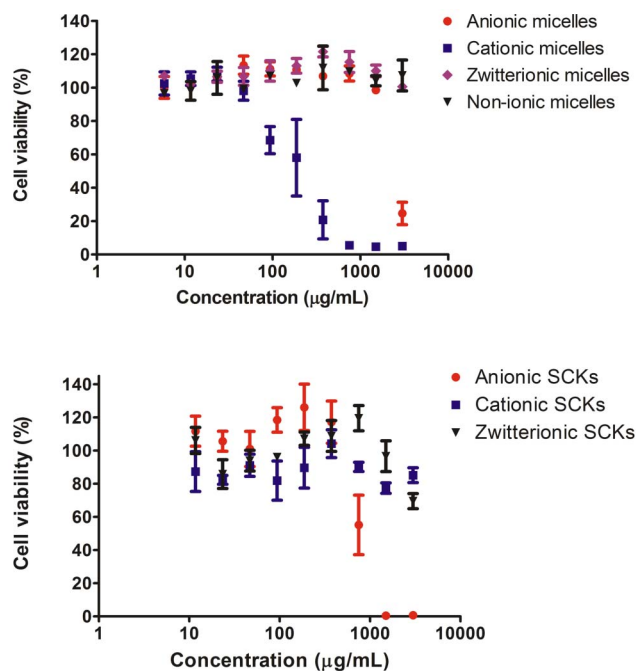 Cell viability (%)
140
120
100
80
60
40
20
0
1
10
100
1000
10000
Concentration (μg/mL)
Anionic micelles
Cationic micelles
Zwitterionic micelles
Non-ionic micelles
Cell viability (%)
140
120
100
80
60
40
20
0
1
10
100
1000
10000
Concentration (μg/mL)
Anionic SCKs
Cationic SCKs
Zwitterionic SCKs